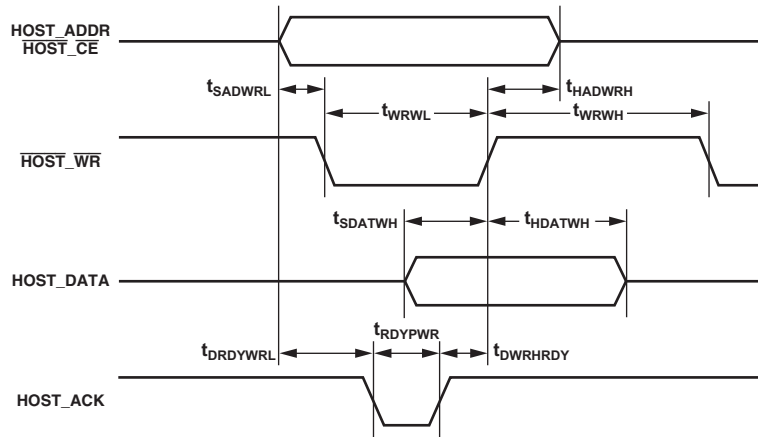 HOST_ADDR
HOST_CE
tSADWRL
tHADWRH
tWRWL
tWRWH
HOST_WR
tSDATWH
tHDATWH
HOST_DATA
tRDYPWR
tDRDYWRL
tDWRHRDY
HOST_ACK